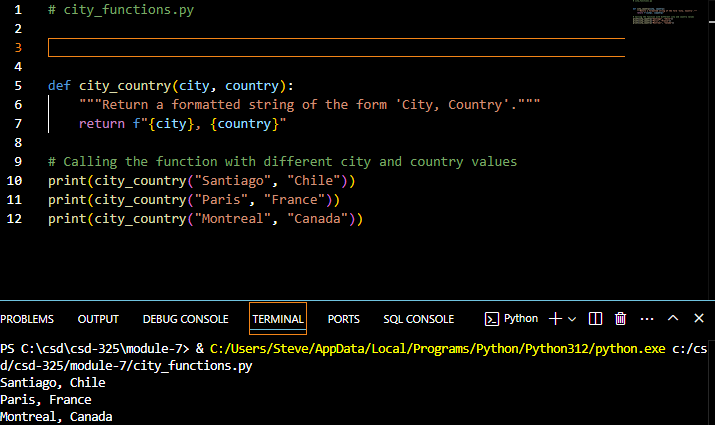 1 # city_functions.py
2
3
4
5 def city_country(city, country):
6 """Return a formatted string of the form 'City, Country'."""
7 return f"{city}, {country}"
8
9 # Calling the function with different city and country values
10 print(city_country("Santiago", "Chile"))
11 print(city_country("Paris", "France"))
12 print(city_country("Montreal", "Canada"))
PROBLEMS OUTPUT DEBUG CONSOLE TERMINAL PORTS SQL CONSOLE Python
PS C:\csd\csd-325\module-7> & C:/Users/Steve/AppData/Local/Programs/Python/Python312/python.exe c:/cs
d/csd-325/module-7/city_functions.py
Santiago, Chile
Paris, France
Montreal, Canada